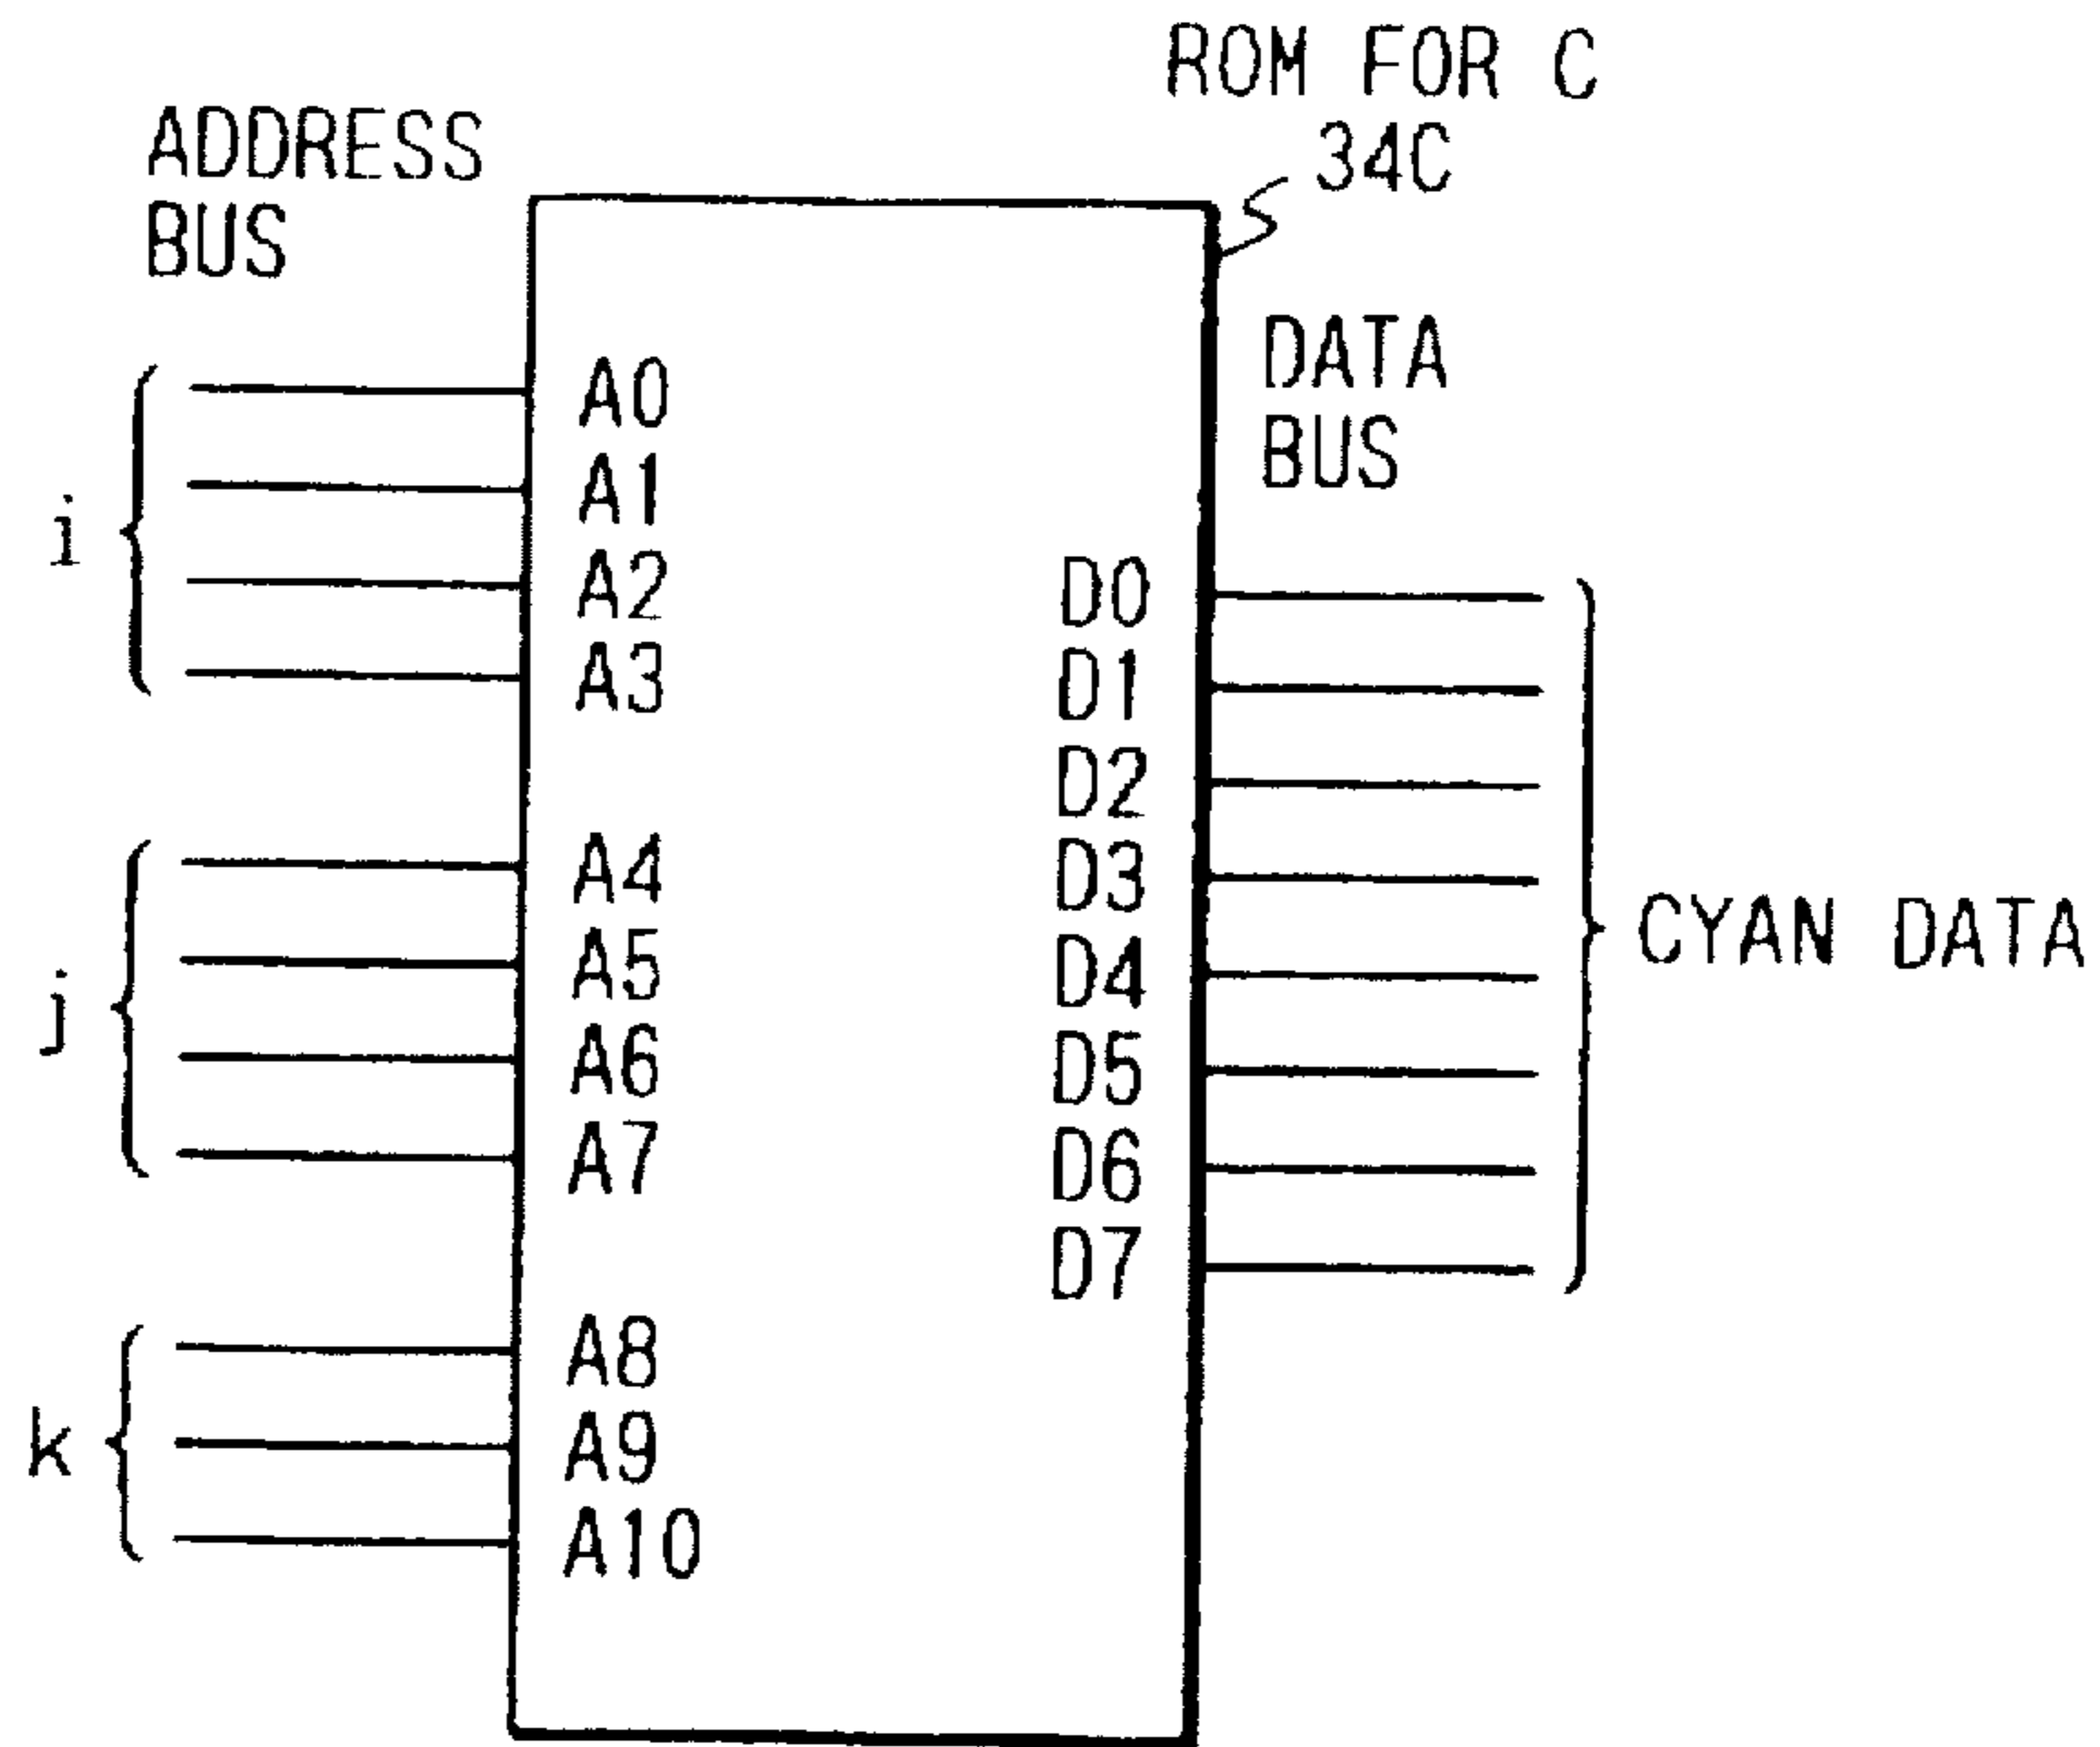 ROM FOR C
34C
ADDRESS
BUS
DATA
BUS
i
A0
A1
A2
A3
j
A4
A5
A6
A7
k
A8
A9
A10
D0
D1
D2
D3
D4
D5
D6
D7
CYAN DATA